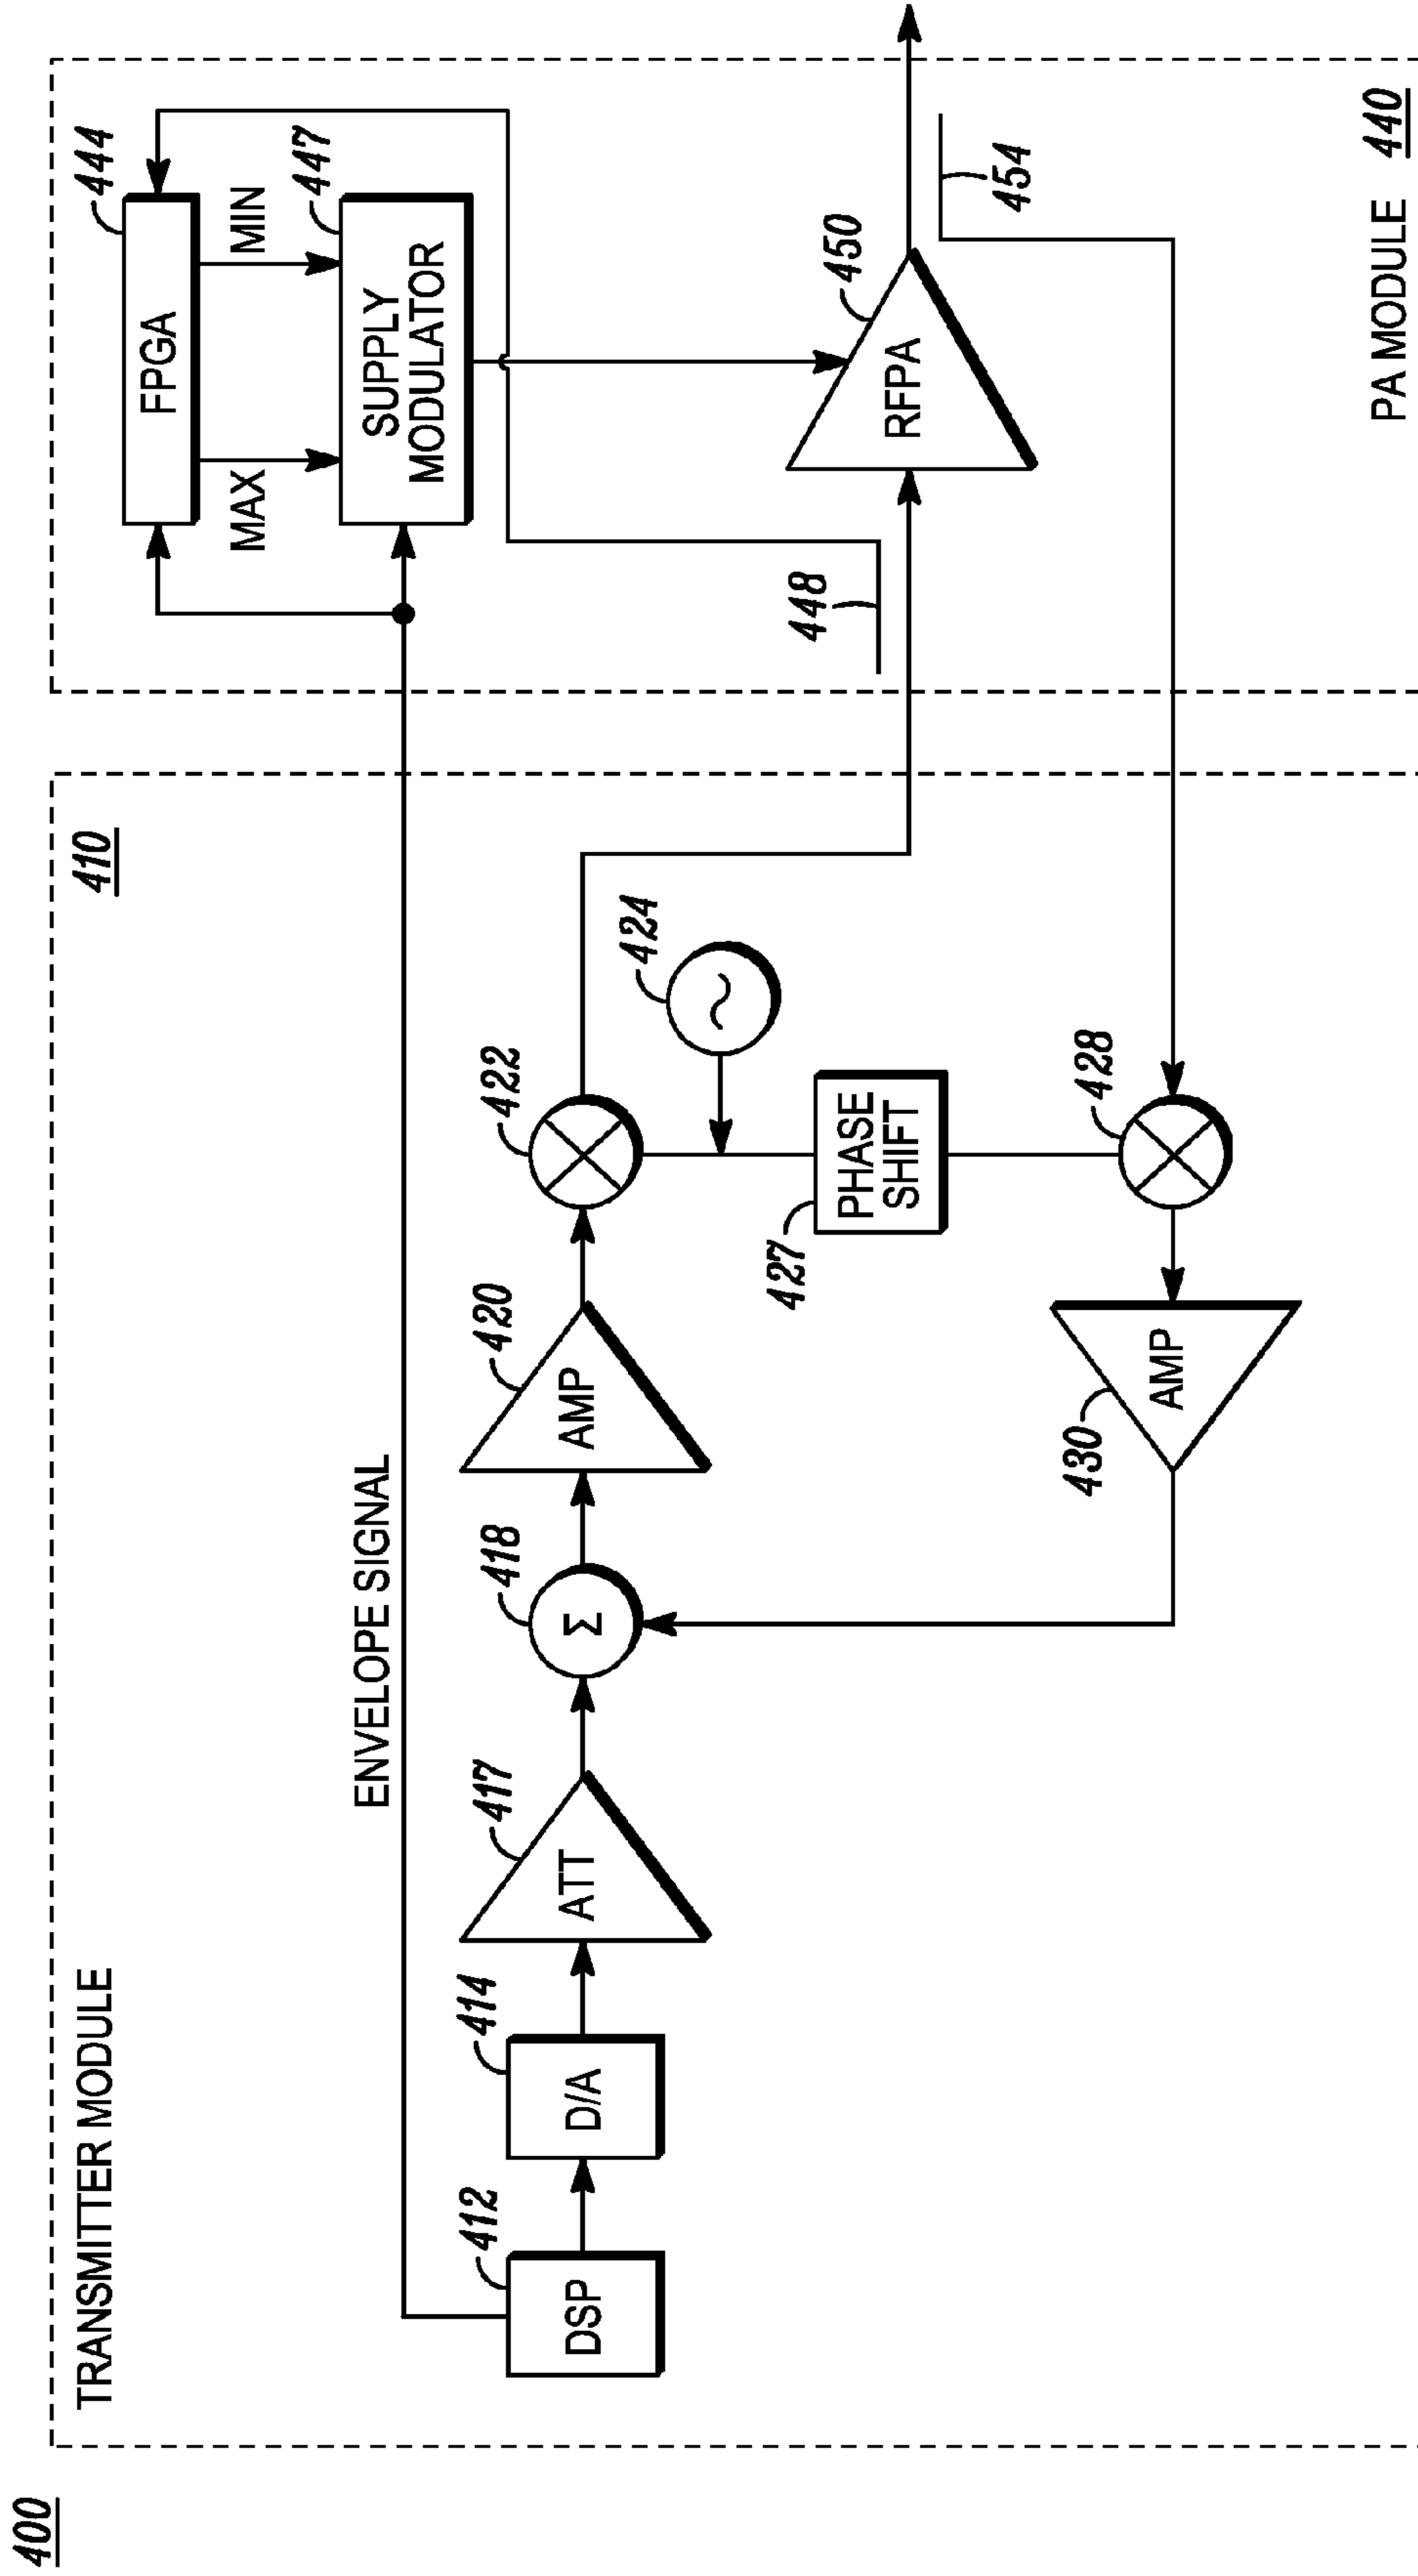 400
TRANSMITTER MODULE
410
ENVELOPE SIGNAL
DSP
412
D/A
414
ATT
417
Σ
418
AMP
420
422
424
PHASE
SHIFT
427
428
AMP
430
FPGA
444
MAX
MIN
SUPPLY
MODULATOR
447
448
RFPA
450
454
PA MODULE
440